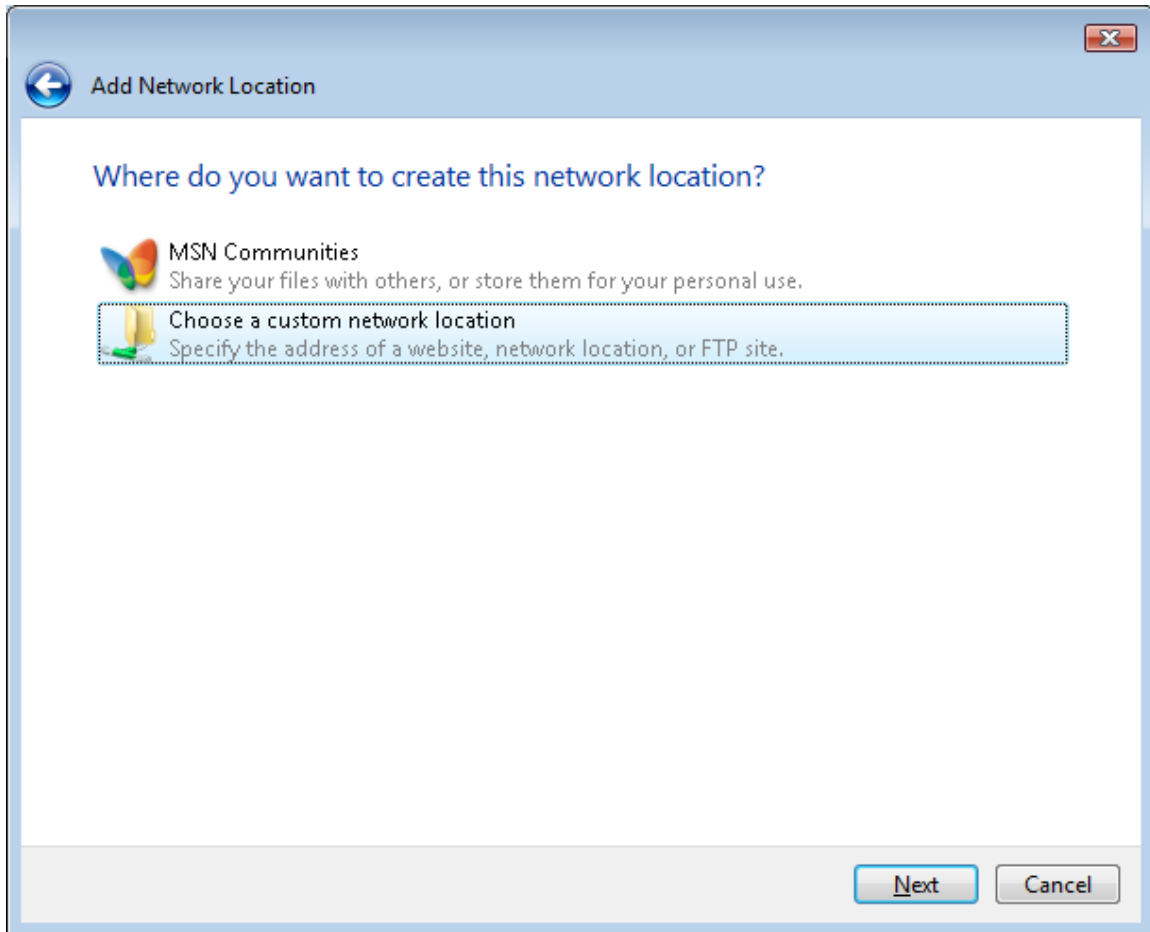 Add Network Location
Where do you want to create this network location?
MSN Communities
Share your files with others, or store them for your personal use.
Choose a custom network location
Specify the address of a website, network location, or FTP site.
Next
Cancel